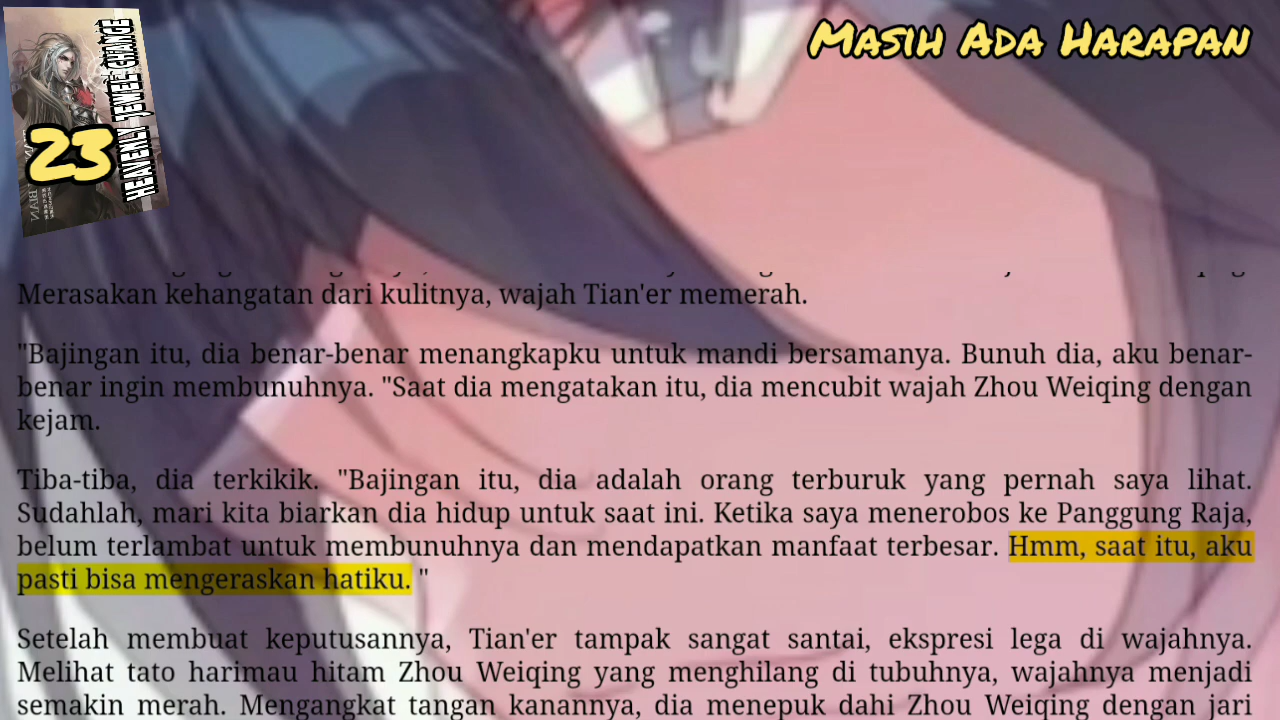 Masih Ada Harapan
23
HEAVENLY JEWEL CHANGE
Merasakan kehangatan dari kulitnya, wajah Tian'er memerah.
"Bajingan itu, dia benar-benar menangkapku untuk mandi bersamanya. Bunuh dia, aku benar-
benar ingin membunuhnya. "Saat dia mengatakan itu, dia mencubit wajah Zhou Weiqing dengan
kejam.
Tiba-tiba, dia terkikik. "Bajingan itu, dia adalah orang terburuk yang pernah saya lihat.
Sudahlah, mari kita biarkan dia hidup untuk saat ini. Ketika saya menerobos ke Panggung Raja,
belum terlambat untuk membunuhnya dan mendapatkan manfaat terbesar. Hmm, saat itu, aku
pasti bisa mengeraskan hatiku. "
Setelah membuat keputusannya, Tian'er tampak sangat santai, ekspresi lega di wajahnya.
Melihat tato harimau hitam Zhou Weiqing yang menghilang di tubuhnya, wajahnya menjadi
semakin merah. Mengangkat tangan kanannya, dia menepuk dahi Zhou Weiqing dengan jari